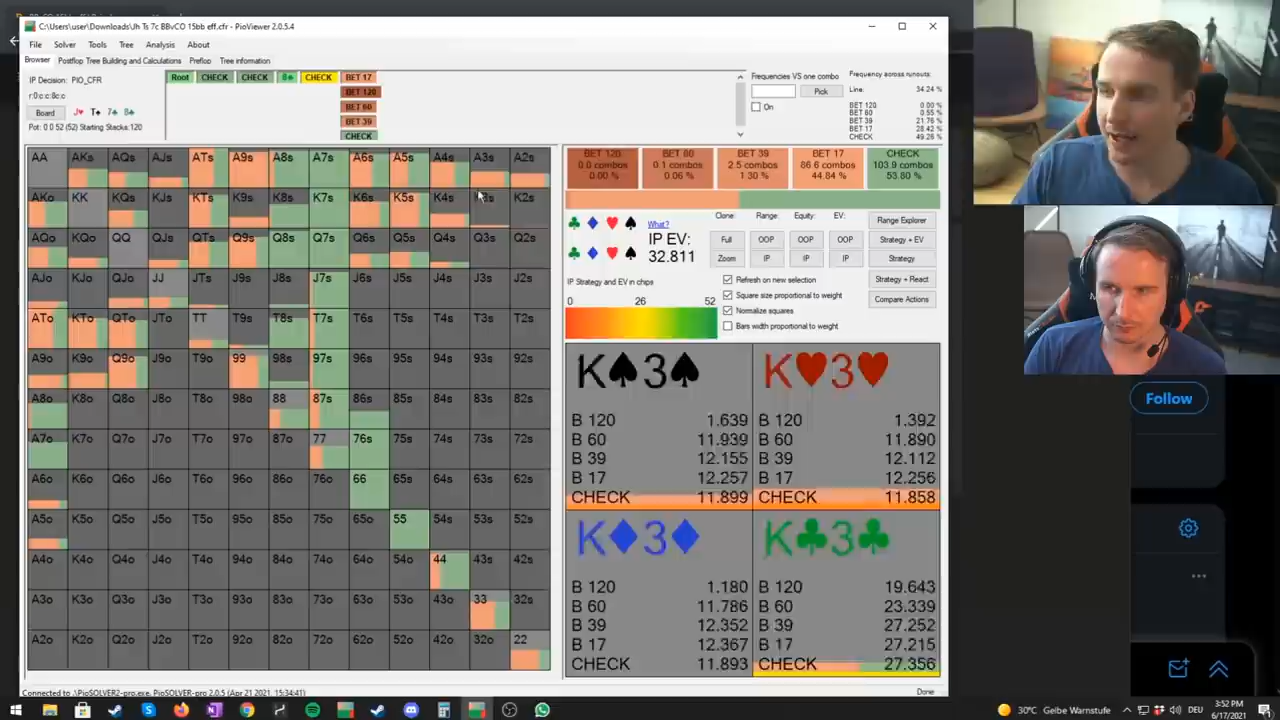 C:\Users\user\Downloads\Jh Ts 7c BBvCO 15bb eff.cfr - PioViewer 2.0.5.4
File Solver Tools Tree Analysis About
Browser Postflop Tree Building and Calculations Preflop Tree information
IP Decision: PIO_CFR
r:0:c:c:8c:c
Board J♥ T♠ 7♣ 8♣
Pot: 0 0 52 (52) Starting Stacks:120
Root CHECK CHECK 8♣ CHECK BET 17
BET 120
BET 60
BET 39
CHECK
Frequencies VS one combo
Pick
On
Frequency across runouts:
Line: 34.24 %
BET 120 0.00 %
BET 60 0.55 %
BET 39 21.76 %
BET 17 28.42 %
CHECK 49.26 %
AA AKs AQs AJs ATs A9s A8s A7s A6s A5s A4s A3s A2s
AKo KK KQs KJs KTs K9s K8s K7s K6s K5s K4s K3s K2s
AQo KQo QQ QJs QTs Q9s Q8s Q7s Q6s Q5s Q4s Q3s Q2s
AJo KJo QJo JJ JTs J9s J8s J7s J6s J5s J4s J3s J2s
ATo KTo QTo JTo TT T9s T8s T7s T6s T5s T4s T3s T2s
A9o K9o Q9o J9o T9o 99 98s 97s 96s 95s 94s 93s 92s
A8o K8o Q8o J8o T8o 98o 88 87s 86s 85s 84s 83s 82s
A7o K7o Q7o J7o T7o 97o 87o 77 76s 75s 74s 73s 72s
A6o K6o Q6o J6o T6o 96o 86o 76o 66 65s 64s 63s 62s
A5o K5o Q5o J5o T5o 95o 85o 75o 65o 55 54s 53s 52s
A4o K4o Q4o J4o T4o 94o 84o 74o 64o 54o 44 43s 42s
A3o K3o Q3o J3o T3o 93o 83o 73o 63o 53o 43o 33 32s
A2o K2o Q2o J2o T2o 92o 82o 72o 62o 52o 42o 32o 22
BET 120 BET 60 BET 39 BET 17 CHECK
0.0 combos 0.1 combos 2.5 combos 86.6 combos 103.9 combos
0.00 % 0.06 % 1.30 % 44.84 % 53.80 %
What?
IP EV:
32.811
Clone: Range: Equity: EV:
Full OOP OOP OOP
Zoom IP IP IP
Range Explorer
Strategy + EV
Strategy
Strategy + React
Compare Actions
IP Strategy and EV in chips
0 26 52
Refresh on new selection
Square size proportional to weight
Normalize squares
Bars width proportional to weight
K♠3♠
B 120 1.639
B 60 11.939
B 39 12.155
B 17 12.257
CHECK 11.899
K♥3♥
B 120 1.392
B 60 11.890
B 39 12.112
B 17 12.256
CHECK 11.858
K♦3♦
B 120 1.180
B 60 11.786
B 39 12.352
B 17 12.367
CHECK 11.893
K♣3♣
B 120 19.643
B 60 23.339
B 39 27.252
B 17 27.215
CHECK 27.356
Connected to .\PioSOLVER2-pro.exe, PioSOLVER-pro 2.0.5 (Apr 21 2021, 15:34:41)
Done
Follow
30°C Gelbe Warnstufe
DEU
3:52 PM
6/17/2021